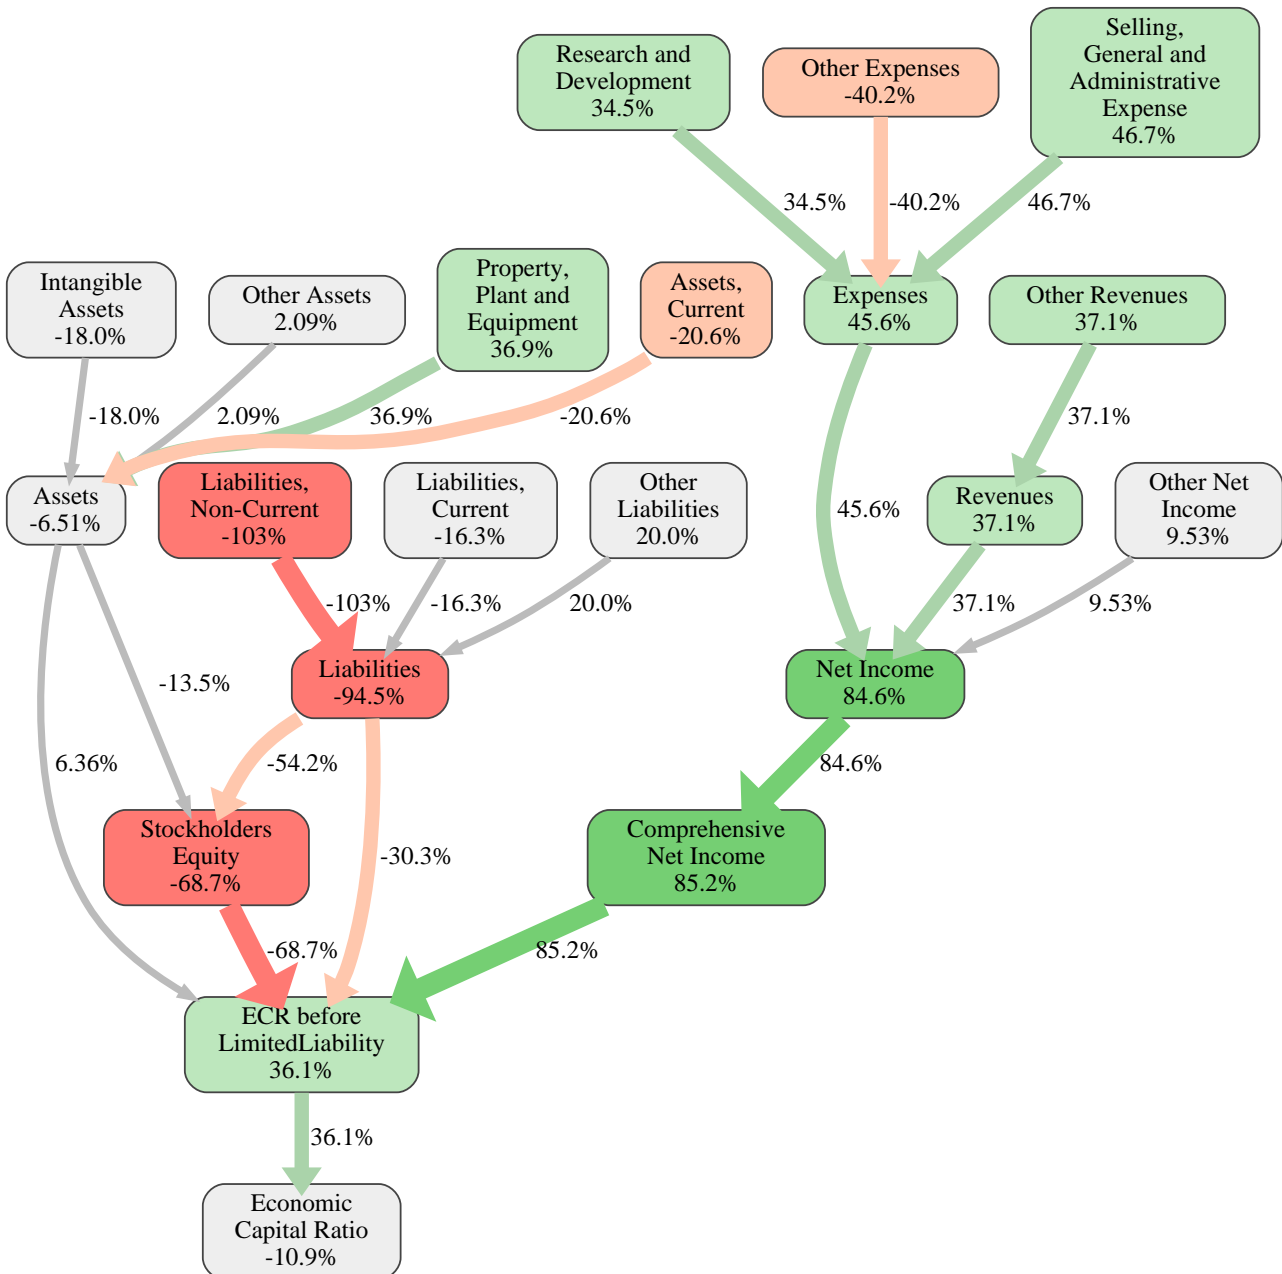 Research and
Development
34.5%
Other Expenses
-40.2%
Selling,
General and
Administrative
Expense
46.7%
34.5%
-40.2%
46.7%
Intangible
Assets
-18.0%
Other Assets
2.09%
Property,
Plant and
Equipment
36.9%
Assets,
Current
-20.6%
Expenses
45.6%
Other Revenues
37.1%
-18.0%
2.09%
36.9%
-20.6%
37.1%
Assets
-6.51%
Liabilities,
Non-Current
-103%
Liabilities,
Current
-16.3%
Other
Liabilities
20.0%
45.6%
Revenues
37.1%
Other Net
Income
9.53%
-103%
-16.3%
20.0%
37.1%
9.53%
Liabilities
-94.5%
Net Income
84.6%
-13.5%
6.36%
-54.2%
84.6%
Stockholders
Equity
-68.7%
-30.3%
Comprehensive
Net Income
85.2%
-68.7%
85.2%
ECR before
LimitedLiability
36.1%
36.1%
Economic
Capital Ratio
-10.9%